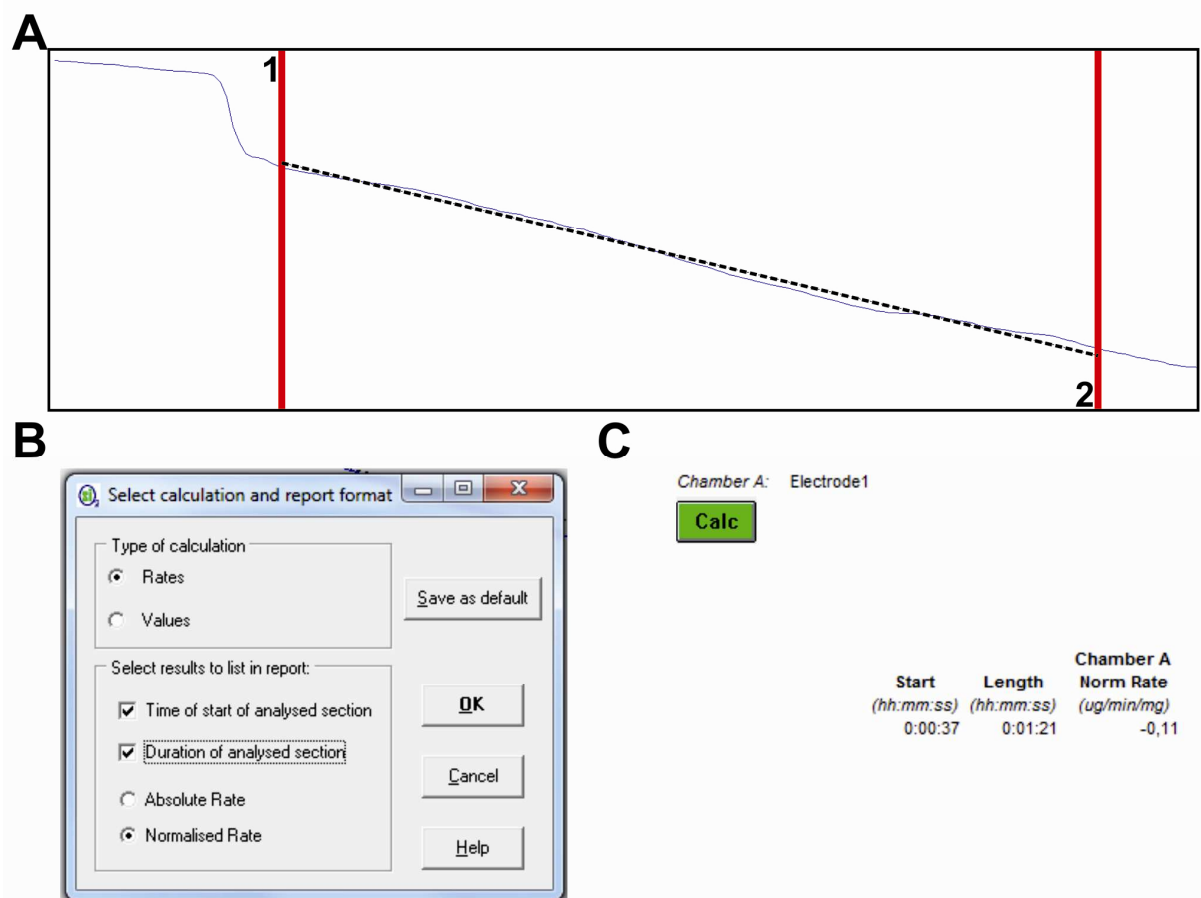 A
1
2
B
Select calculation and report format
Type of calculation
Rates
Values
Save as default
Select results to list in report:
Time of start of analysed section
Duration of analysed section
Absolute Rate
Normalised Rate
OK
Cancel
Help
C
Chamber A: Electrode1
Calc
Chamber A
Start Length Norm Rate
(hh:mm:ss) (hh:mm:ss) (ug/min/mg)
0:00:37 0:01:21 -0,11